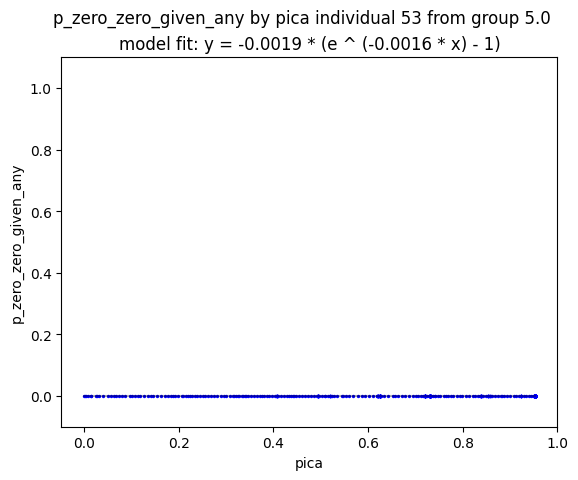 p_zero_zero_given_any by pica individual 53 from group 5.0
model fit: y = -0.0019 * (e ^ (-0.0016 * x) - 1)
1.0
0.8
0.6
0.4
0.2
0.0
p_zero_zero_given_any
0.0 0.2 0.4 0.6 0.8 1.0
pica